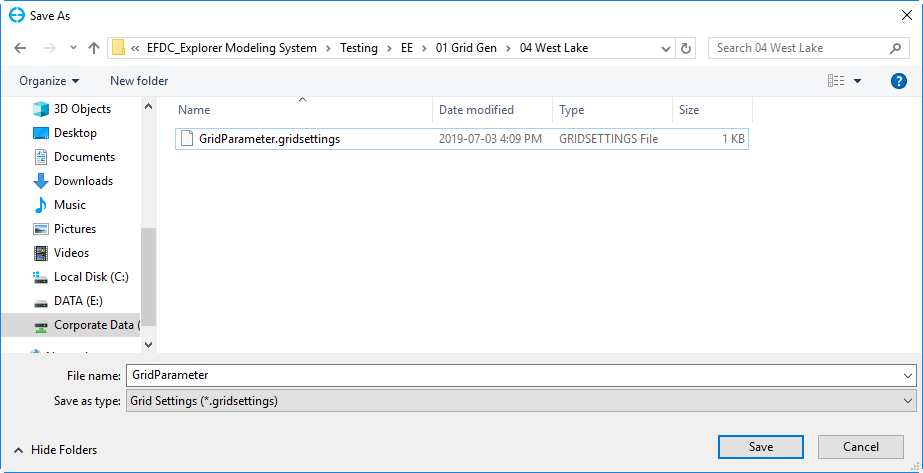 Save As
« EFDC_Explorer Modeling System > Testing > EE > 01 Grid Gen > 04 West Lake
Search 04 West Lake
Organize
New folder
Name Date modified Type Size
3D Objects
Desktop
Documents
Downloads
Music
Pictures
Videos
Local Disk (C:)
DATA (E:)
Corporate Data (
GridParameter.gridsettings 2019-07-03 4:09 PM GRIDSETTINGS File 1 KB
File name: GridParameter
Save as type: Grid Settings (*.gridsettings)
Hide Folders
Save
Cancel